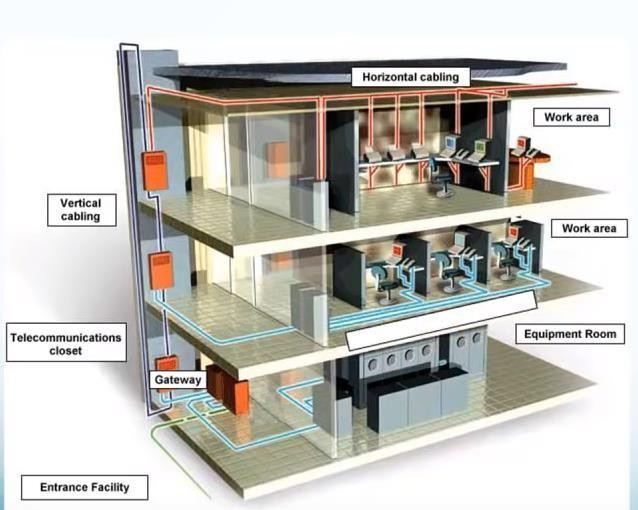 Horizontal cabling
Work area
Vertical
cabling
Work area
Telecommunications
closet
Equipment Room
Gateway
Entrance Facility